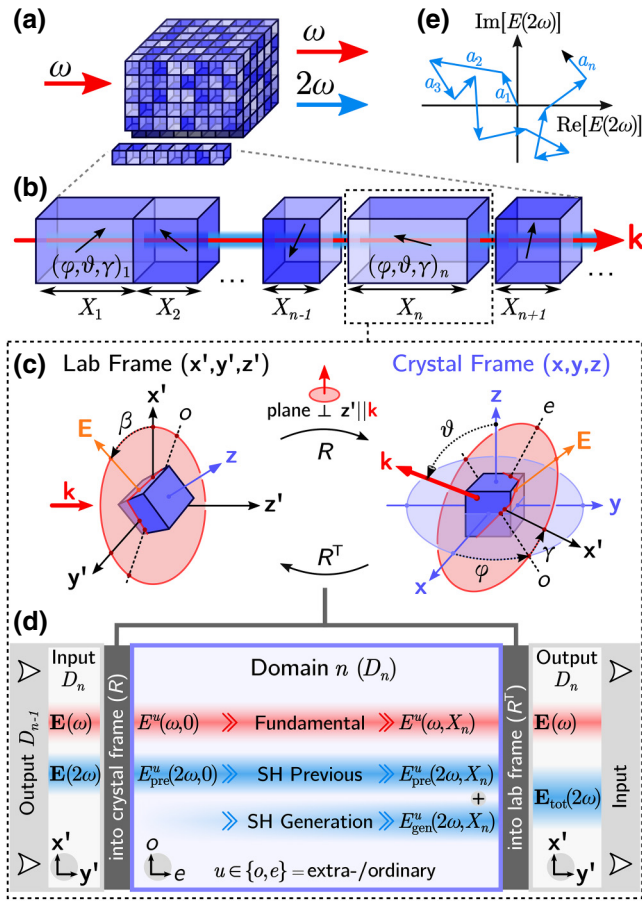 (a)
ω
ω
2ω
(e)
Im[E(2ω)]
a₂
a₃
a₁
aₙ
Re[E(2ω)]
(b)
(φ,ϑ,γ)₁
(φ,ϑ,γ)ₙ
k
X₁
X₂
...
Xₙ₋₁
Xₙ
Xₙ₊₁
...
(c) Lab Frame (x',y',z')
x'
o
β
E
z
k
z'
y'
plane ⊥ z'||k
R
Rᵀ
Crystal Frame (x,y,z)
z
e
ϑ
E
k
y
x'
γ
φ
o
x
(d)
Output Dₙ₋₁
Input
Dₙ
E(ω)
E(2ω)
x'
y'
into crystal frame (R)
Domain n (Dₙ)
Eᵘ(ω,0) Fundamental Eᵘ(ω,Xₙ)
Eᵘpre(2ω,0) SH Previous Eᵘpre(2ω,Xₙ)
+
SH Generation Eᵘgen(2ω,Xₙ)
o
e
u∈{o,e}=extra-/ordinary
into lab frame (Rᵀ)
Output
Dₙ
E(ω)
Etot(2ω)
x'
y'
Input